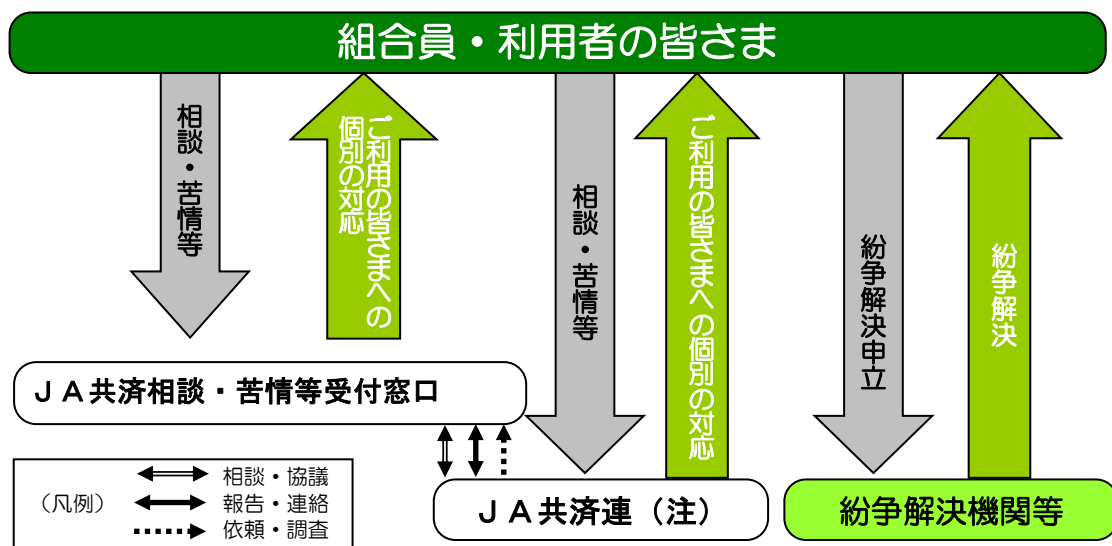 組合員・利用者の皆さま
相談・苦情等
ご利用の皆さまへの
個別の対応
相談・苦情等
ご利用の皆さまへ の個別の対応
紛争解決申立
紛争解決
ＪＡ共済相談・苦情等受付窓口
（凡例）
相談・協議
報告・連絡
依頼・調査
ＪＡ共済連（注）
紛争解決機関等